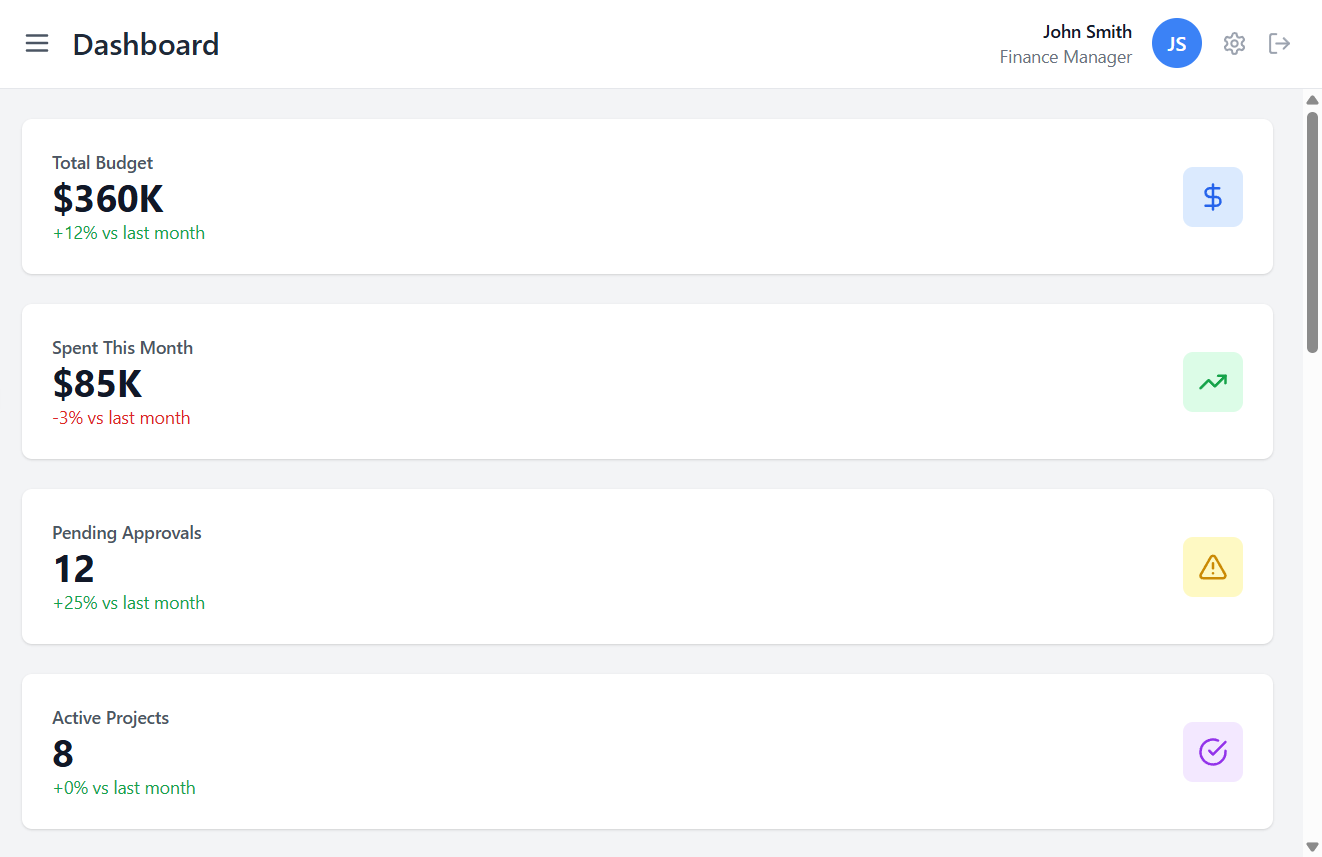 Dashboard
John Smith
Finance Manager
JS
Total Budget
$360K
+12% vs last month
$
Spent This Month
$85K
-3% vs last month
Pending Approvals
12
+25% vs last month
Active Projects
8
+0% vs last month